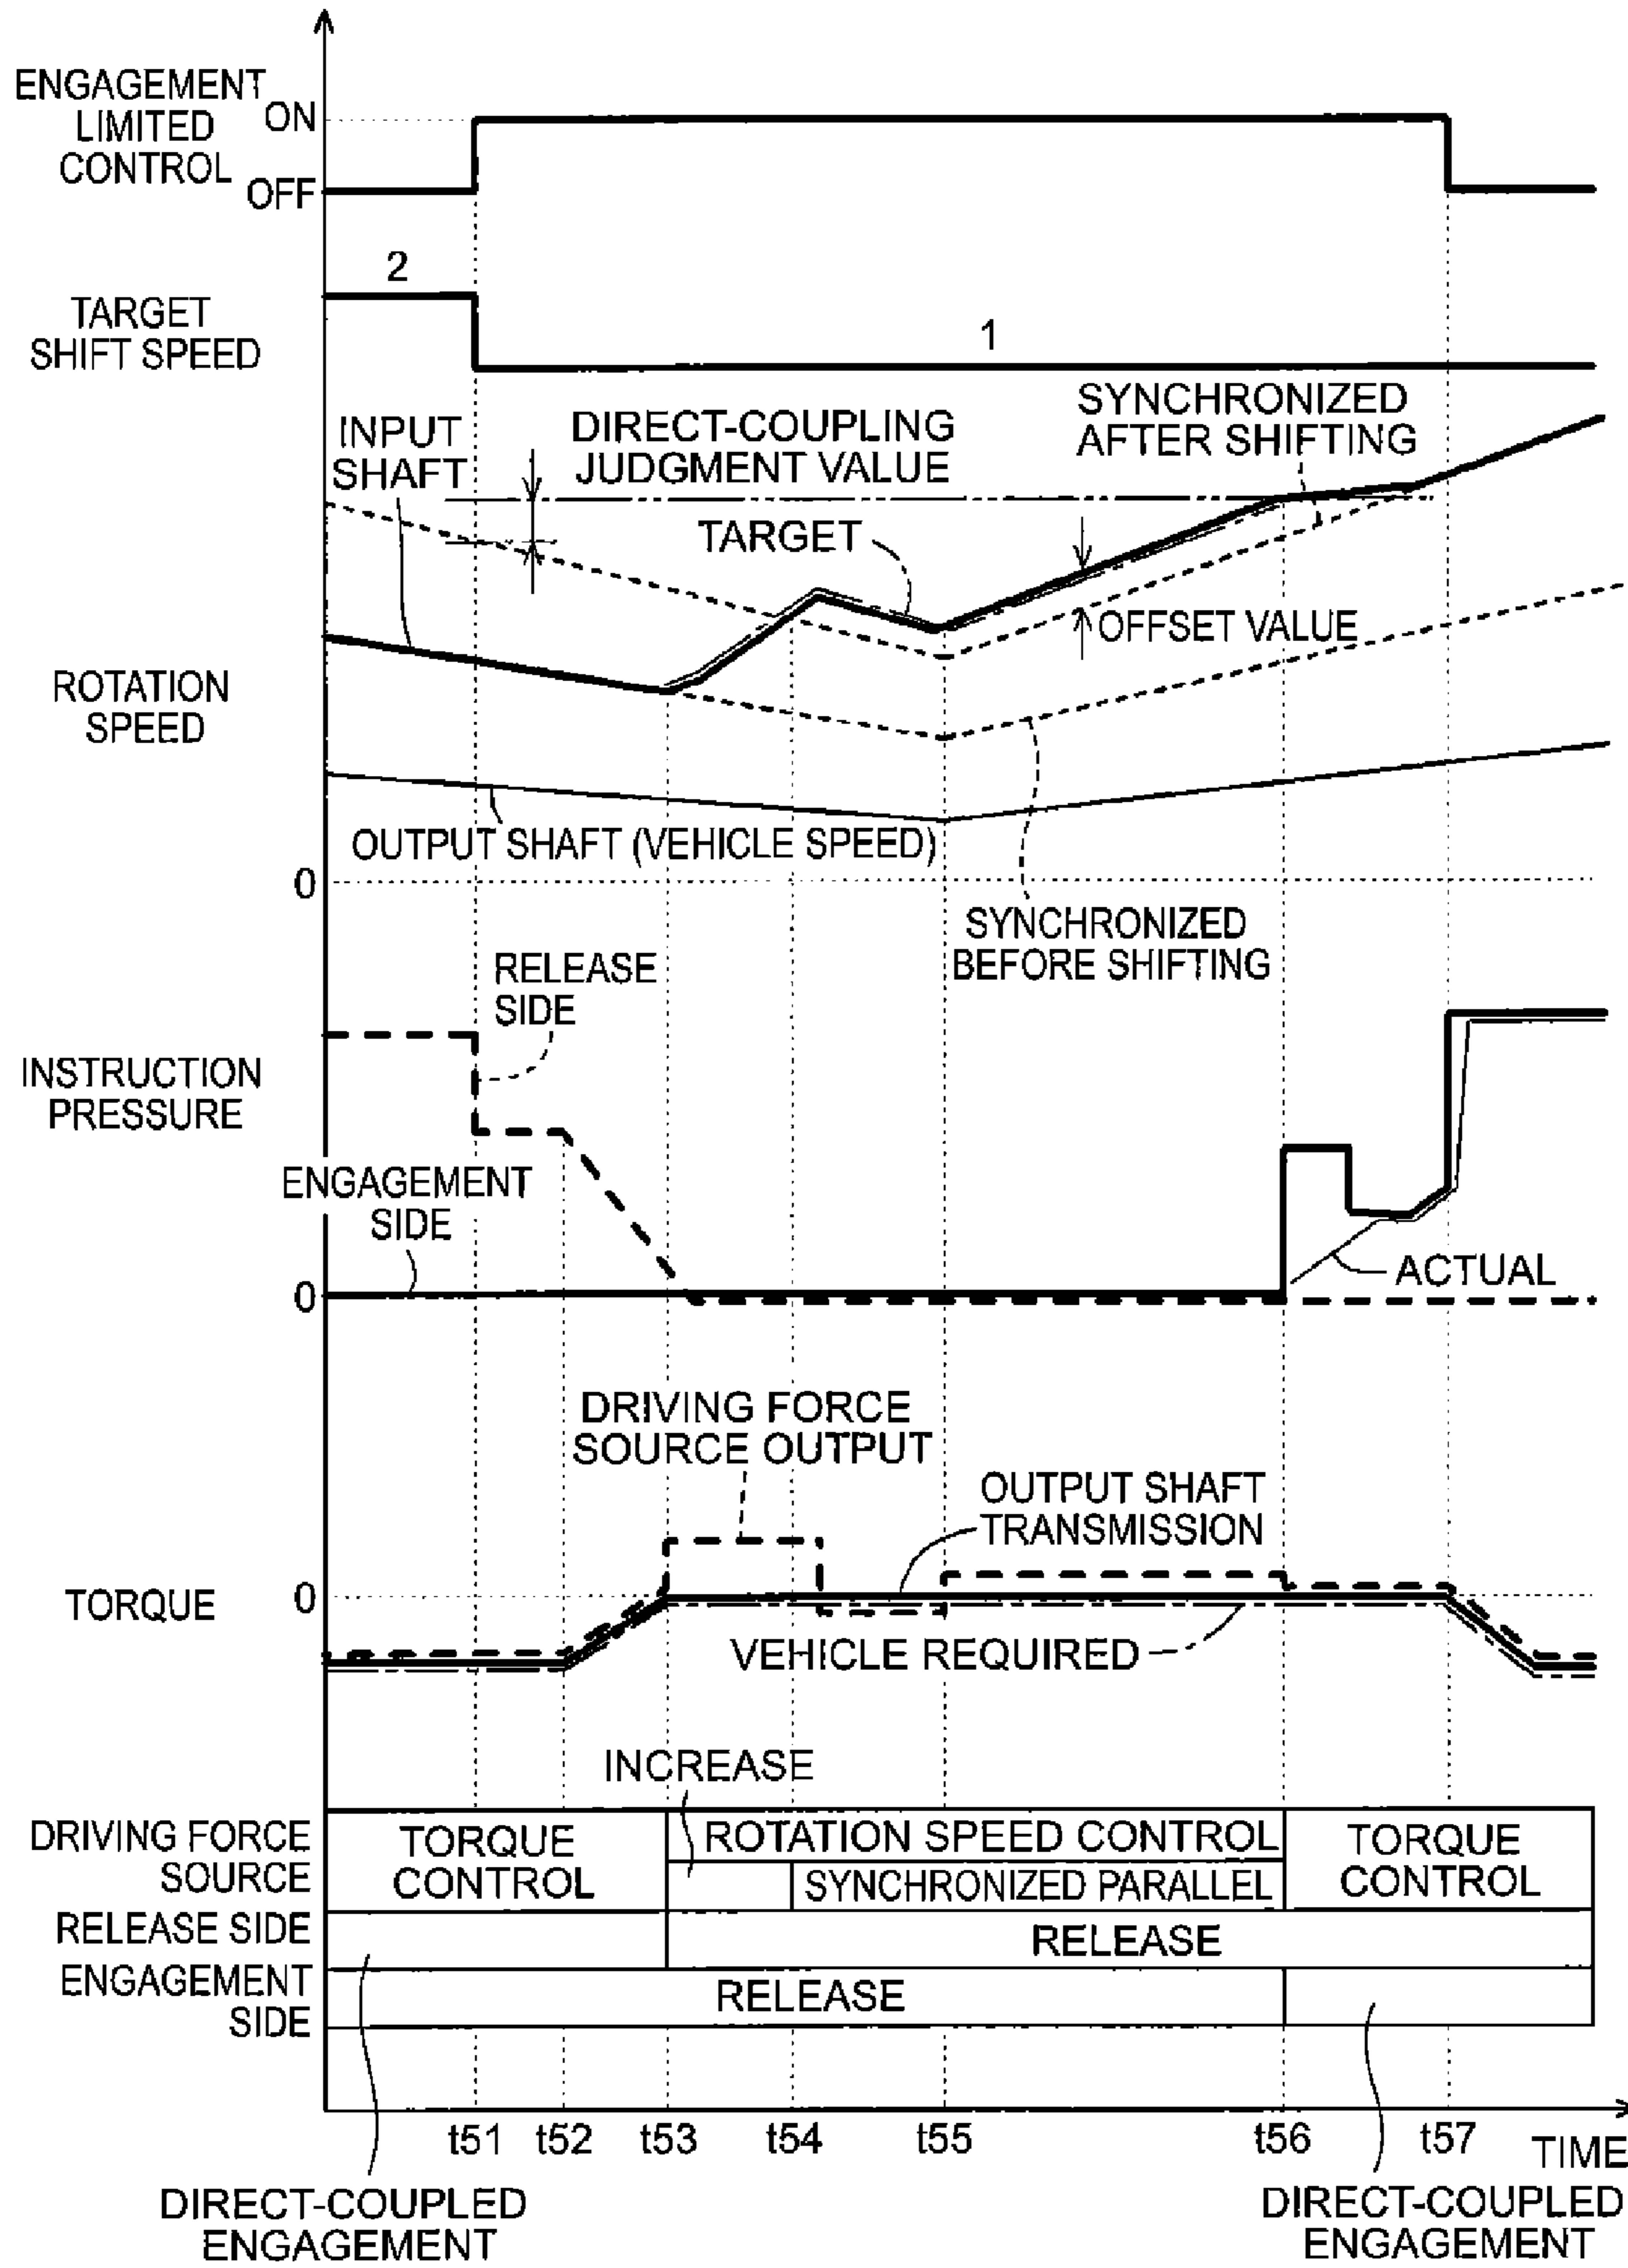 ENGAGEMENT
LIMITED
CONTROL
ON
OFF
2
TARGET
SHIFT SPEED
1
INPUT
SHAFT
DIRECT-COUPLING
JUDGMENT VALUE
SYNCHRONIZED
AFTER SHIFTING
TARGET
OFFSET VALUE
ROTATION
SPEED
OUTPUT SHAFT (VEHICLE SPEED)
0
SYNCHRONIZED
BEFORE SHIFTING
RELEASE
SIDE
INSTRUCTION
PRESSURE
ENGAGEMENT
SIDE
0
ACTUAL
DRIVING FORCE
SOURCE OUTPUT
OUTPUT SHAFT
TRANSMISSION
TORQUE
0
VEHICLE REQUIRED
INCREASE
DRIVING FORCE
SOURCE
TORQUE
CONTROL
ROTATION SPEED CONTROL
SYNCHRONIZED PARALLEL
TORQUE
CONTROL
RELEASE SIDE
RELEASE
ENGAGEMENT
SIDE
RELEASE
t51 t52 t53 t54 t55 t56 t57 TIME
DIRECT-COUPLED
ENGAGEMENT
DIRECT-COUPLED
ENGAGEMENT